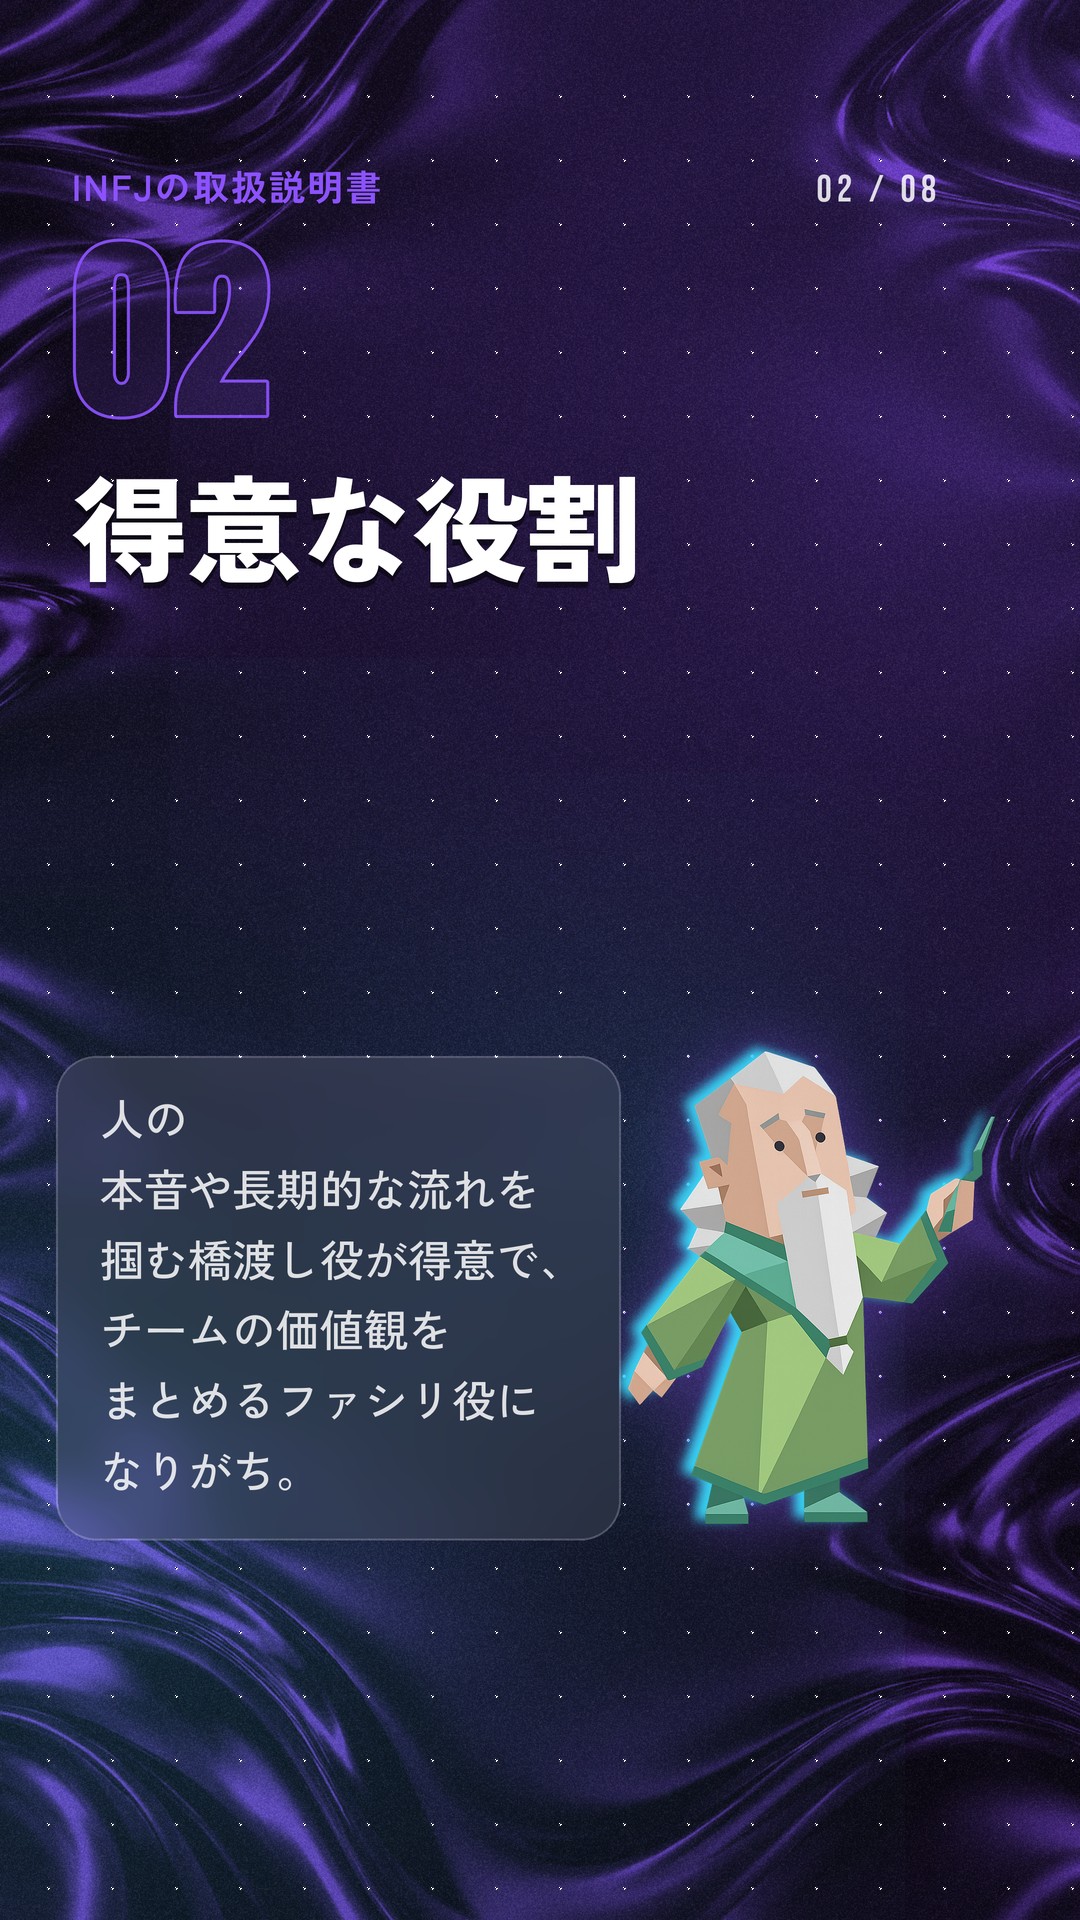 INFJの取扱説明書
02 / 08
02
得意な役割
人の
本音や長期的な流れを
掴む橋渡し役が得意で、
チームの価値観を
まとめるファシリ役に
なりがち。